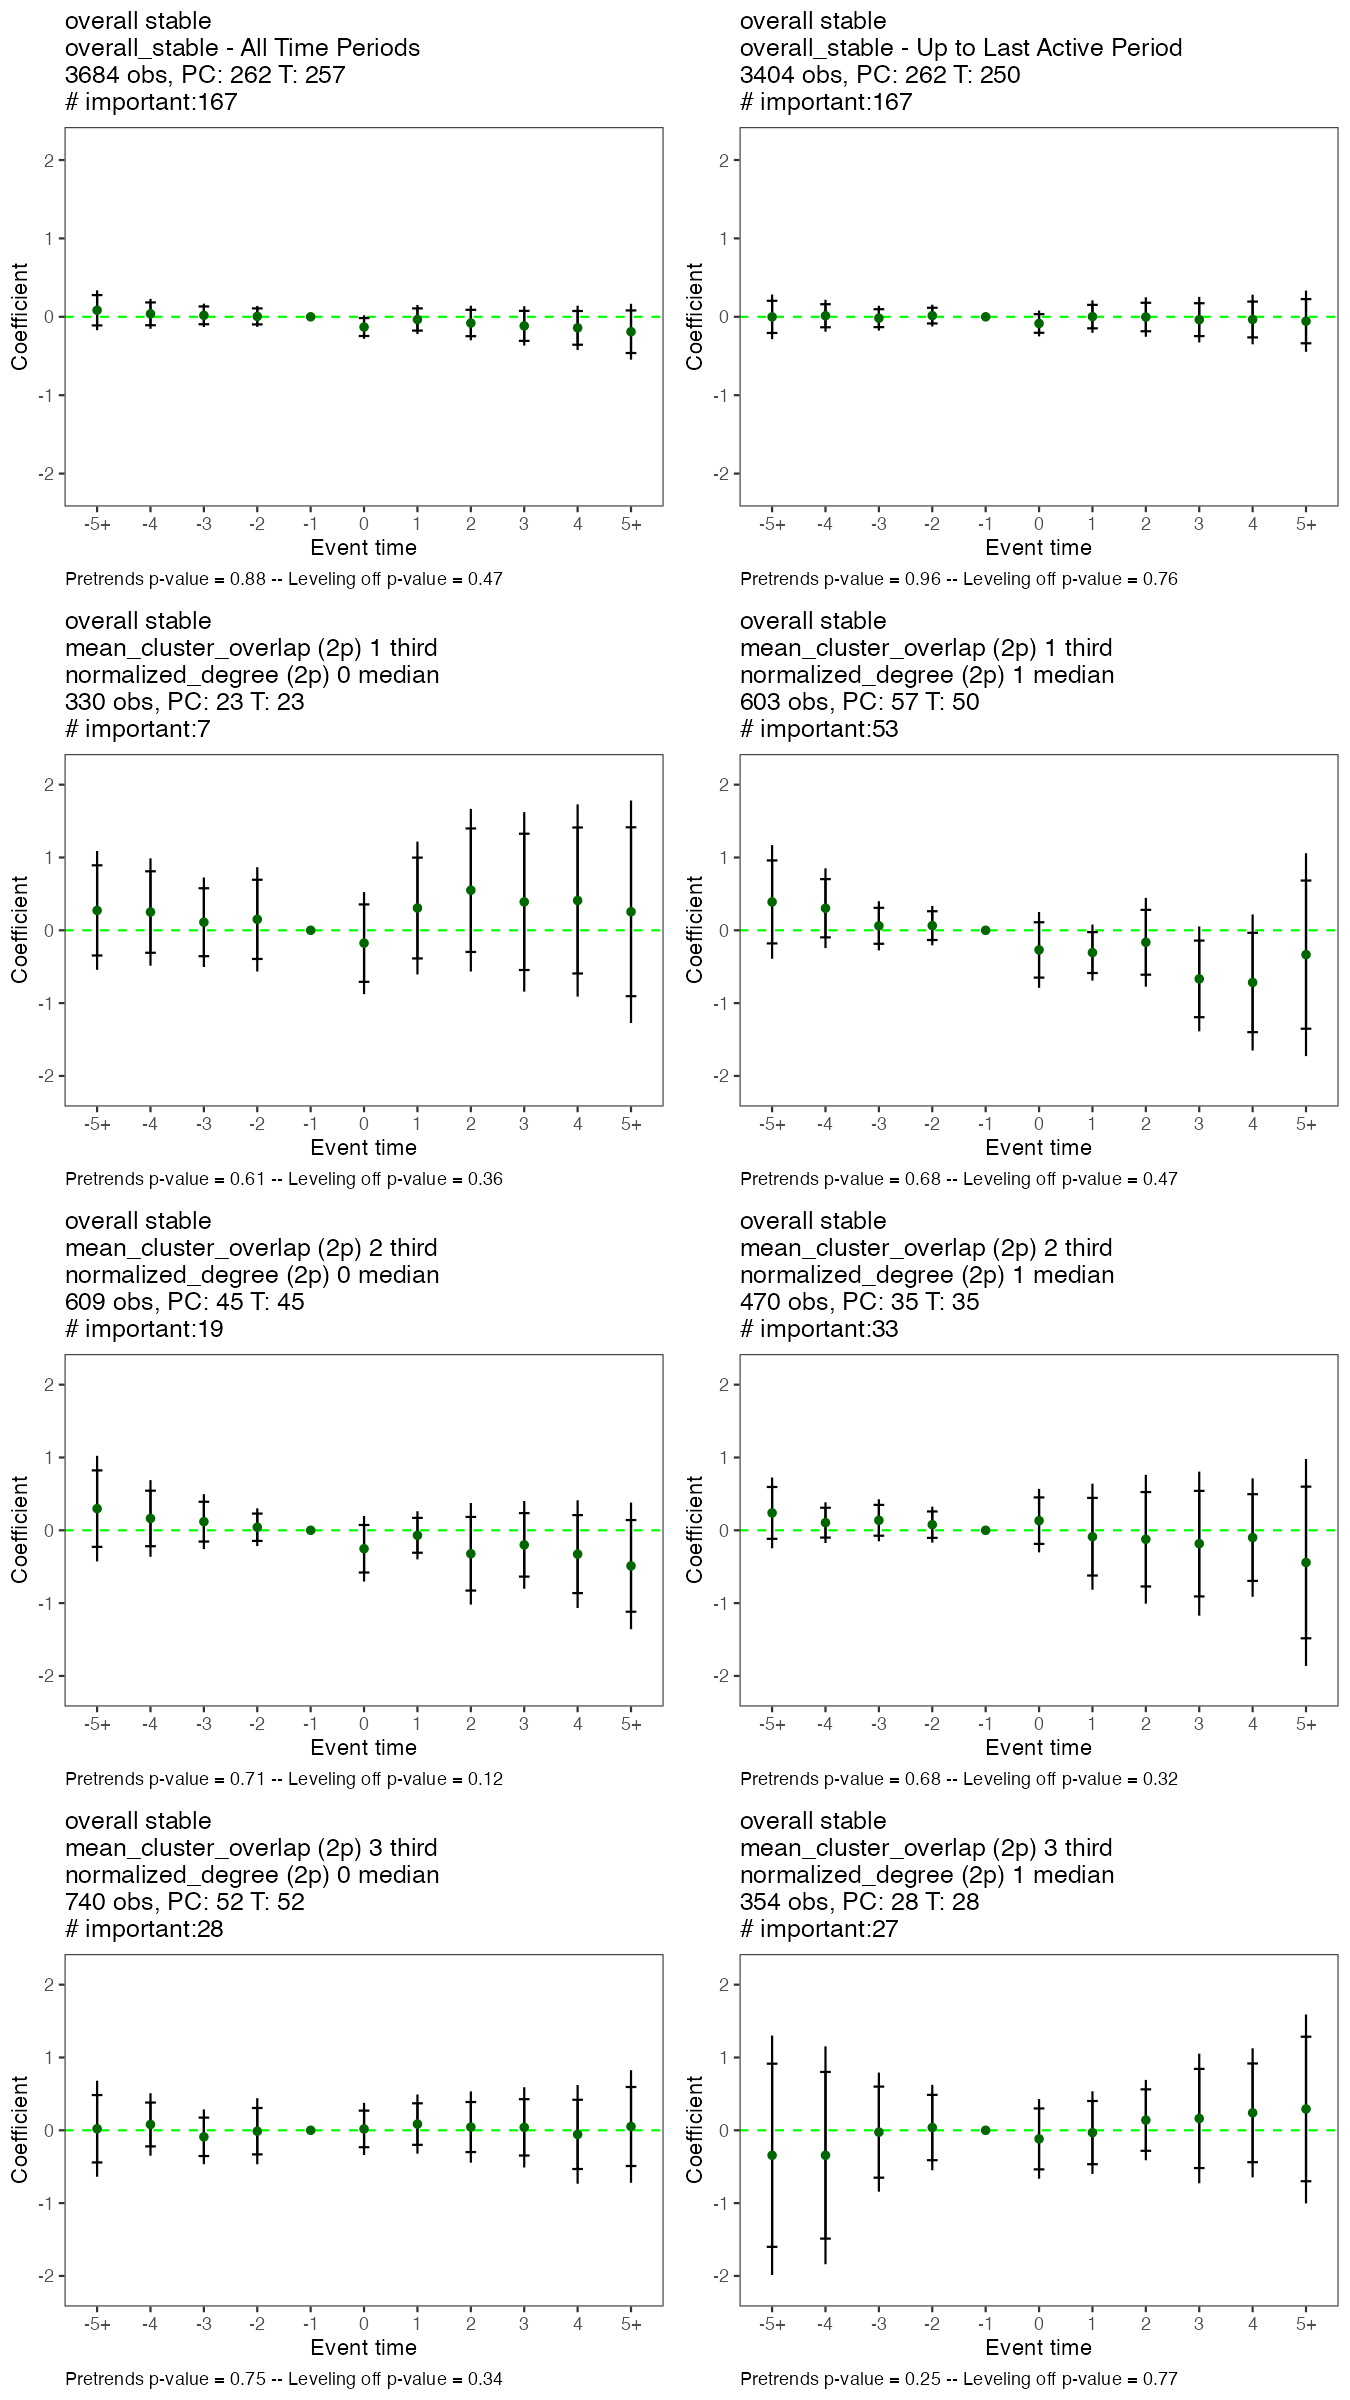 overall stable
overall_stable - All Time Periods
3684 obs, PC: 262 T: 257
# important:167
2
1
0
-1
-2
Coefficient
-5+ -4 -3 -2 -1 0 1 2 3 4 5+
Event time
Pretrends p-value = 0.88 -- Leveling off p-value = 0.47
overall stable
overall_stable - Up to Last Active Period
3404 obs, PC: 262 T: 250
# important:167
2
1
0
-1
-2
Coefficient
-5+ -4 -3 -2 -1 0 1 2 3 4 5+
Event time
Pretrends p-value = 0.96 -- Leveling off p-value = 0.76
overall stable
mean_cluster_overlap (2p) 1 third
normalized_degree (2p) 0 median
330 obs, PC: 23 T: 23
# important:7
2
1
0
-1
-2
Coefficient
-5+ -4 -3 -2 -1 0 1 2 3 4 5+
Event time
Pretrends p-value = 0.61 -- Leveling off p-value = 0.36
overall stable
mean_cluster_overlap (2p) 1 third
normalized_degree (2p) 1 median
603 obs, PC: 57 T: 50
# important:53
2
1
0
-1
-2
Coefficient
-5+ -4 -3 -2 -1 0 1 2 3 4 5+
Event time
Pretrends p-value = 0.68 -- Leveling off p-value = 0.47
overall stable
mean_cluster_overlap (2p) 2 third
normalized_degree (2p) 0 median
609 obs, PC: 45 T: 45
# important:19
2
1
0
-1
-2
Coefficient
-5+ -4 -3 -2 -1 0 1 2 3 4 5+
Event time
Pretrends p-value = 0.71 -- Leveling off p-value = 0.12
overall stable
mean_cluster_overlap (2p) 2 third
normalized_degree (2p) 1 median
470 obs, PC: 35 T: 35
# important:33
2
1
0
-1
-2
Coefficient
-5+ -4 -3 -2 -1 0 1 2 3 4 5+
Event time
Pretrends p-value = 0.68 -- Leveling off p-value = 0.32
overall stable
mean_cluster_overlap (2p) 3 third
normalized_degree (2p) 0 median
740 obs, PC: 52 T: 52
# important:28
2
1
0
-1
-2
Coefficient
-5+ -4 -3 -2 -1 0 1 2 3 4 5+
Event time
Pretrends p-value = 0.75 -- Leveling off p-value = 0.34
overall stable
mean_cluster_overlap (2p) 3 third
normalized_degree (2p) 1 median
354 obs, PC: 28 T: 28
# important:27
2
1
0
-1
-2
Coefficient
-5+ -4 -3 -2 -1 0 1 2 3 4 5+
Event time
Pretrends p-value = 0.25 -- Leveling off p-value = 0.77